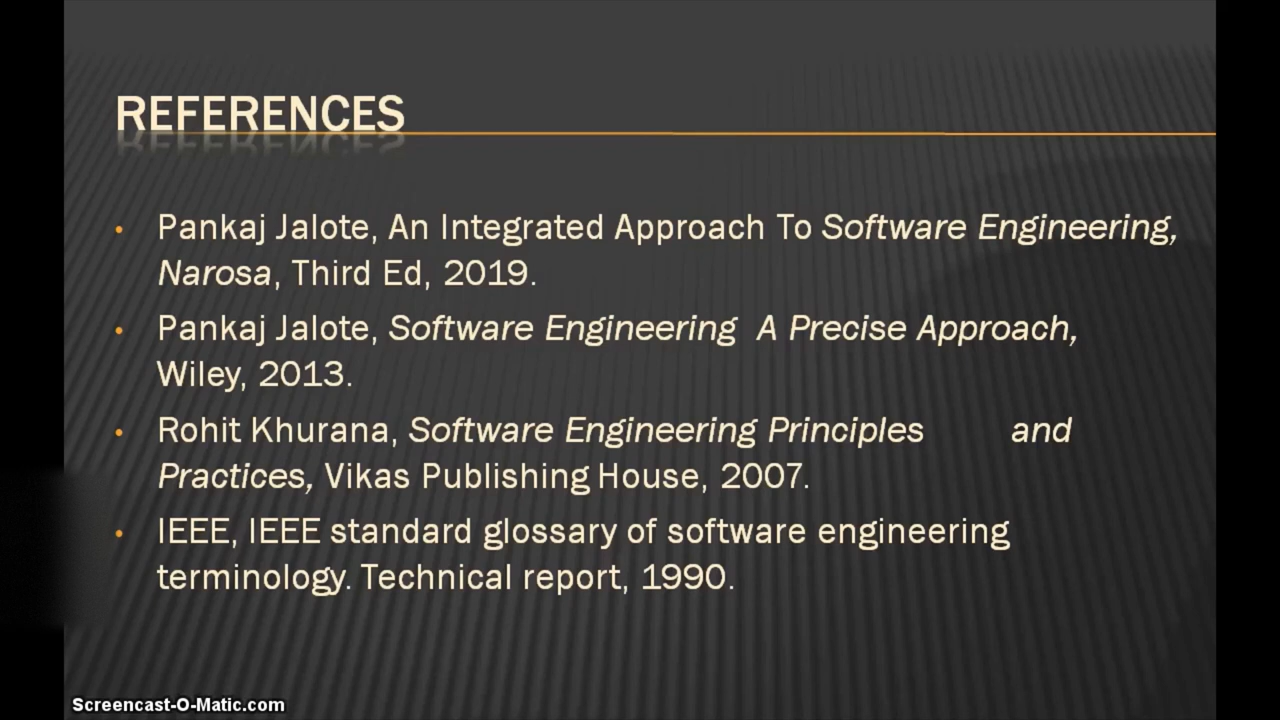 REFERENCES
• Pankaj Jalote, An Integrated Approach To Software Engineering,
Narosa, Third Ed, 2019.
• Pankaj Jalote, Software Engineering A Precise Approach,
Wiley, 2013.
• Rohit Khurana, Software Engineering Principles and
Practices, Vikas Publishing House, 2007.
• IEEE, IEEE standard glossary of software engineering
terminology. Technical report, 1990.
Screencast-O-Matic.com